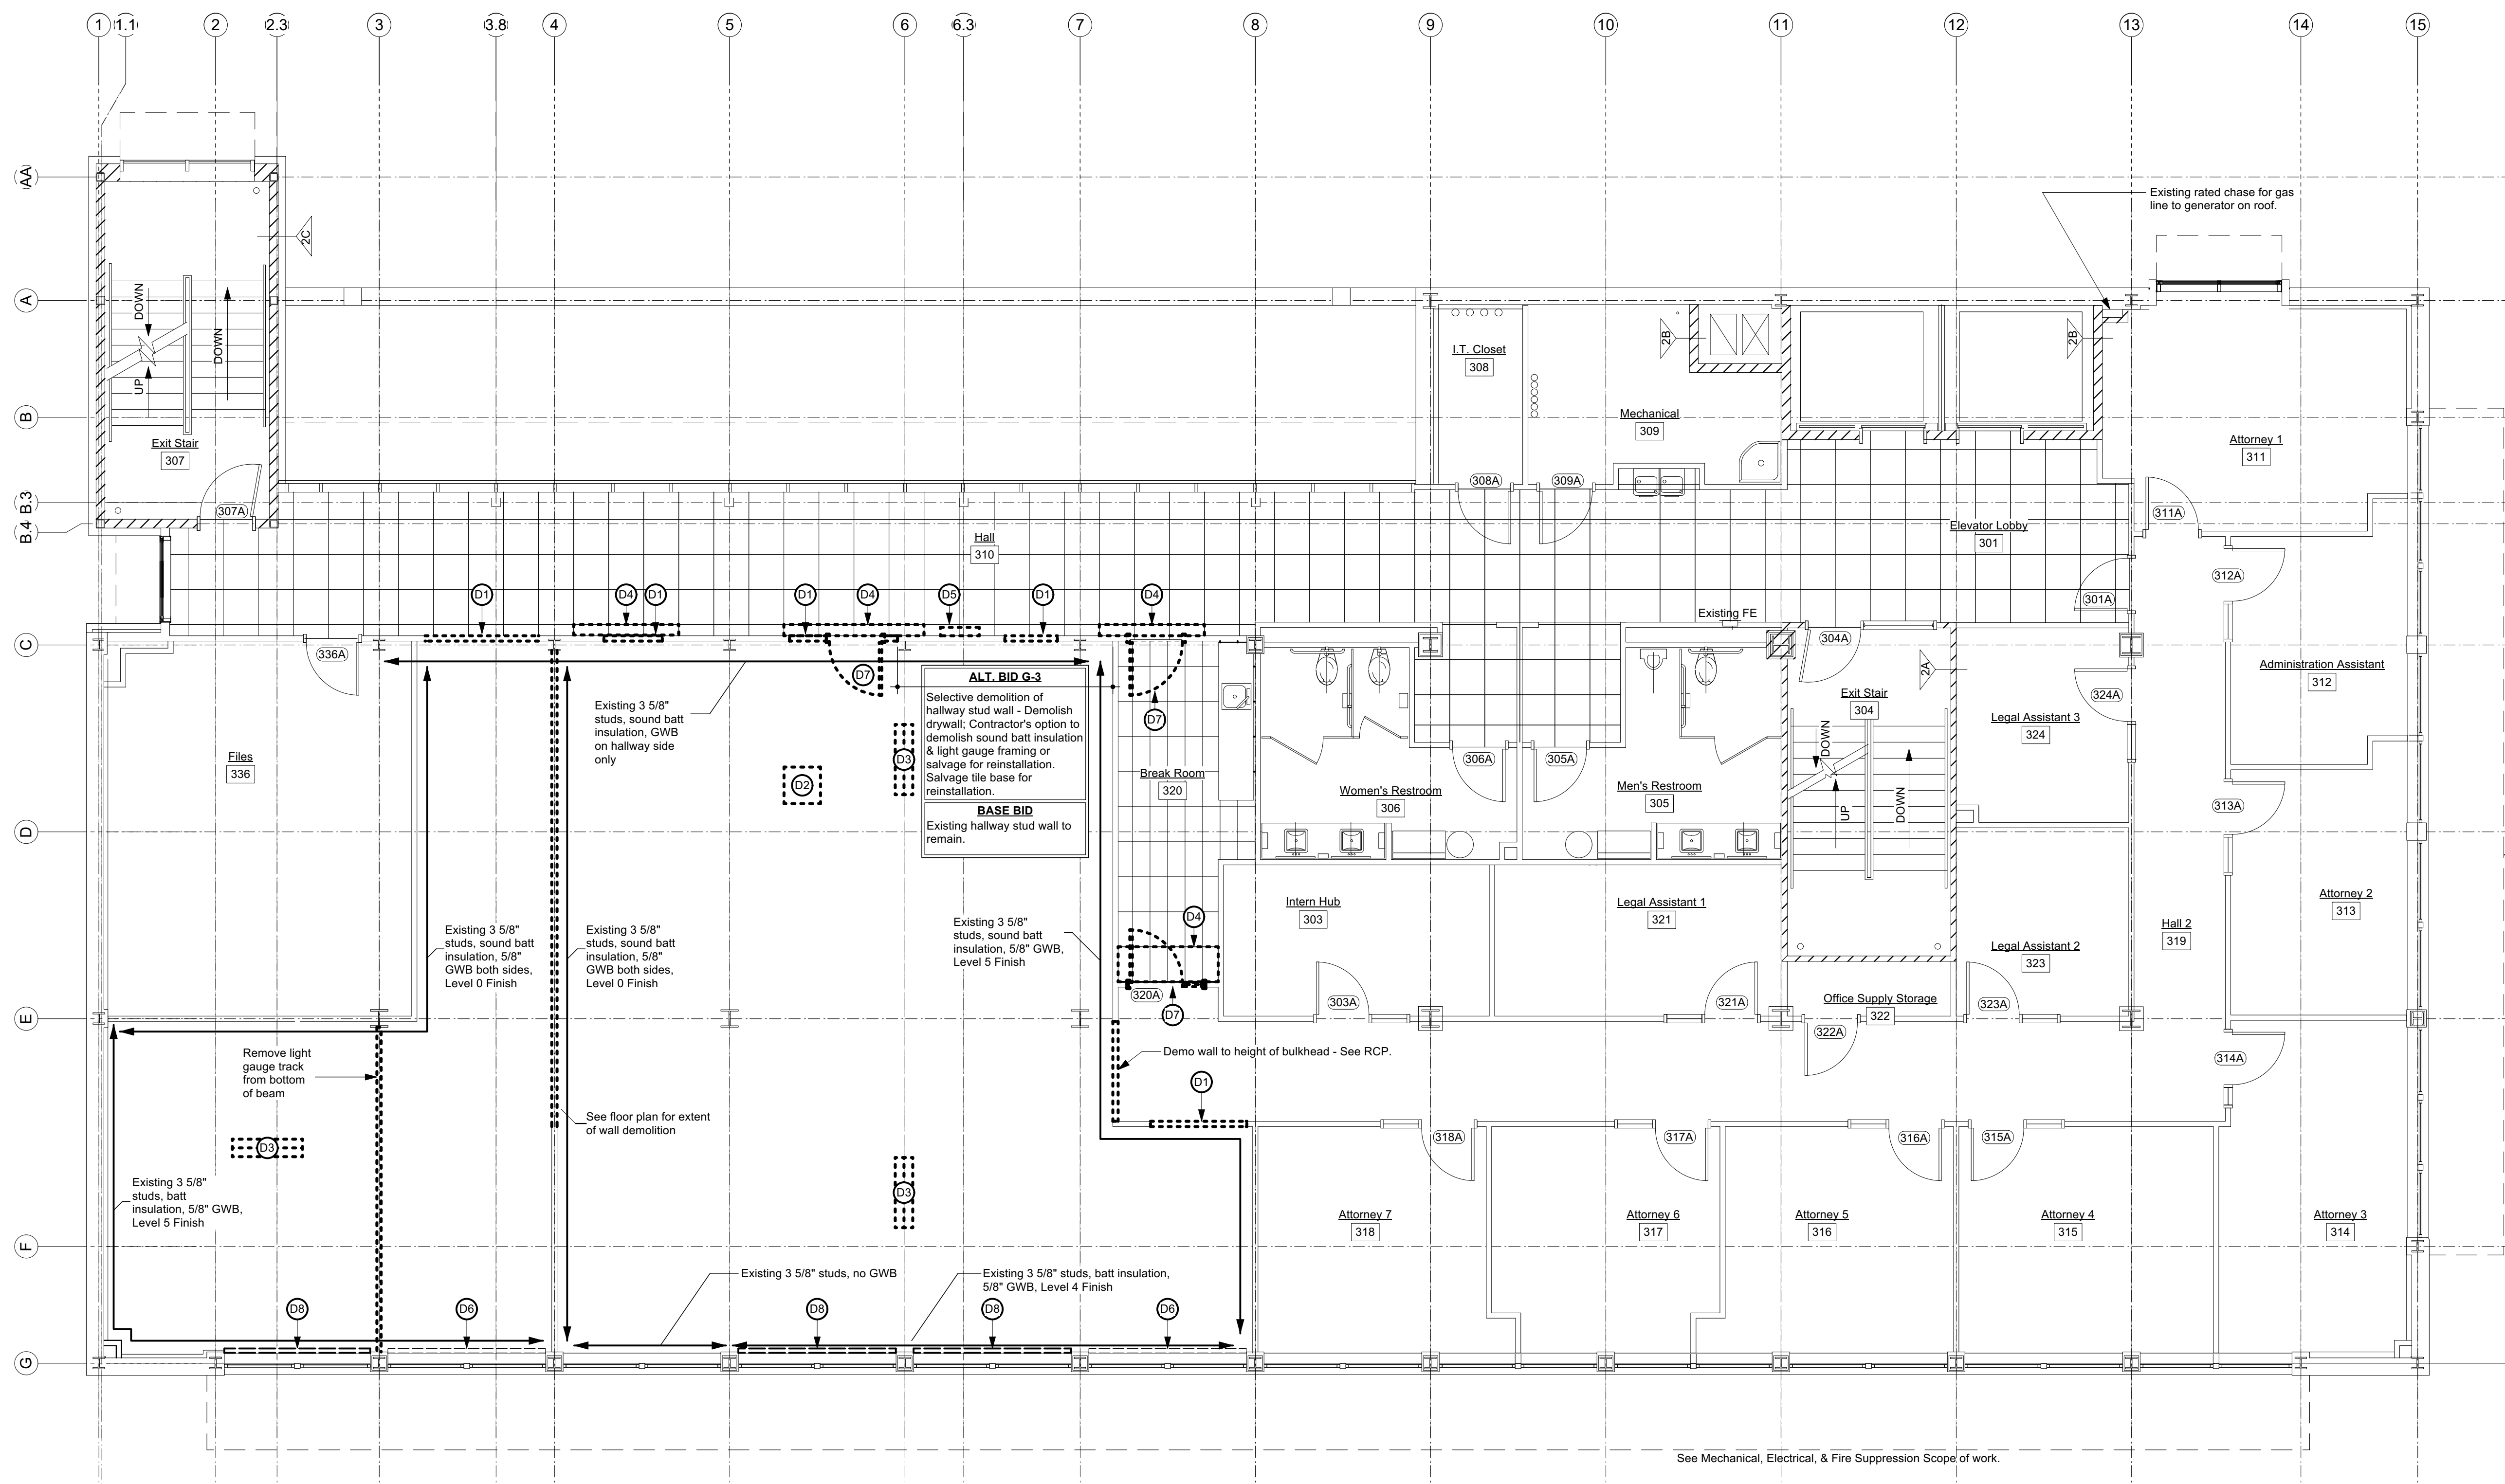 1
1.1
2
2.3
3
3.8
4
5
6
6.3
7
8
9
10
11
12
13
14
15
AA
A
B
B.3
B.4
C
D
E
F
G
Existing rated chase for gas
line to generator on roof.
2C
DOWN
DOWN
UP
Exit Stair
307
307A
I.T. Closet
308
2B
2B
Mechanical
309
Attorney 1
311
308A
309A
311A
Hall
310
Elevator Lobby
301
312A
301A
D1
D4
D1
D1
D4
D5
D1
D4
Existing FE
304A
336A
D7
D7
2A
324A
Administration Assistant
312
ALT. BID G-3
Selective demolition of
hallway stud wall - Demolish
drywall; Contractor's option to
demolish sound batt insulation
& light gauge framing or
salvage for reinstallation.
Salvage tile base for
reinstallation.
BASE BID
Existing hallway stud wall to
remain.
Existing 3 5/8"
studs, sound batt
insulation, GWB
on hallway side
only
Exit Stair
304
Legal Assistant 3
324
DOWN
UP
DOWN
Files
336
D2
D3
Break Room
320
306A
305A
Women's Restroom
306
Men's Restroom
305
313A
Attorney 2
313
Intern Hub
303
Legal Assistant 1
321
Hall 2
319
Legal Assistant 2
323
Existing 3 5/8"
studs, sound batt
insulation, 5/8"
GWB both sides,
Level 0 Finish
Existing 3 5/8"
studs, sound batt
insulation, 5/8"
GWB both sides,
Level 0 Finish
Existing 3 5/8"
studs, sound batt
insulation, 5/8" GWB,
Level 5 Finish
D4
320A
D7
303A
321A
Office Supply Storage
322
323A
322A
314A
Remove light
gauge track
from bottom
of beam
Demo wall to height of bulkhead - See RCP.
D1
See floor plan for extent
of wall demolition
318A
317A
316A
315A
D3
D3
Existing 3 5/8"
studs, batt
insulation, 5/8" GWB,
Level 5 Finish
Attorney 7
318
Attorney 6
317
Attorney 5
316
Attorney 4
315
Attorney 3
314
Existing 3 5/8" studs, no GWB
Existing 3 5/8" studs, batt insulation,
5/8" GWB, Level 4 Finish
D8
D6
D8
D8
D6
See Mechanical, Electrical, & Fire Suppression Scope of work.